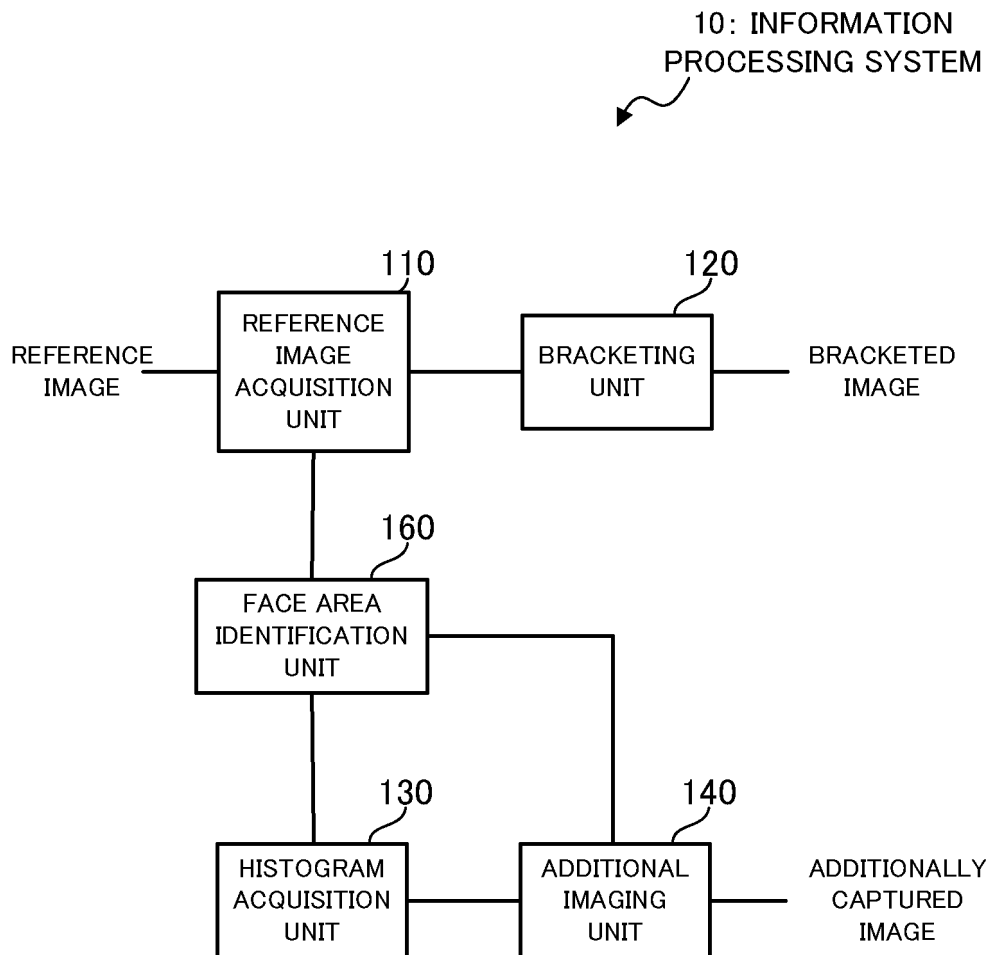 10: INFORMATION
PROCESSING SYSTEM
110
120
REFERENCE
IMAGE
REFERENCE
IMAGE
ACQUISITION
UNIT
BRACKETING
UNIT
BRACKETED
IMAGE
160
FACE AREA
IDENTIFICATION
UNIT
130
140
HISTOGRAM
ACQUISITION
UNIT
ADDITIONAL
IMAGING
UNIT
ADDITIONALLY
CAPTURED
IMAGE